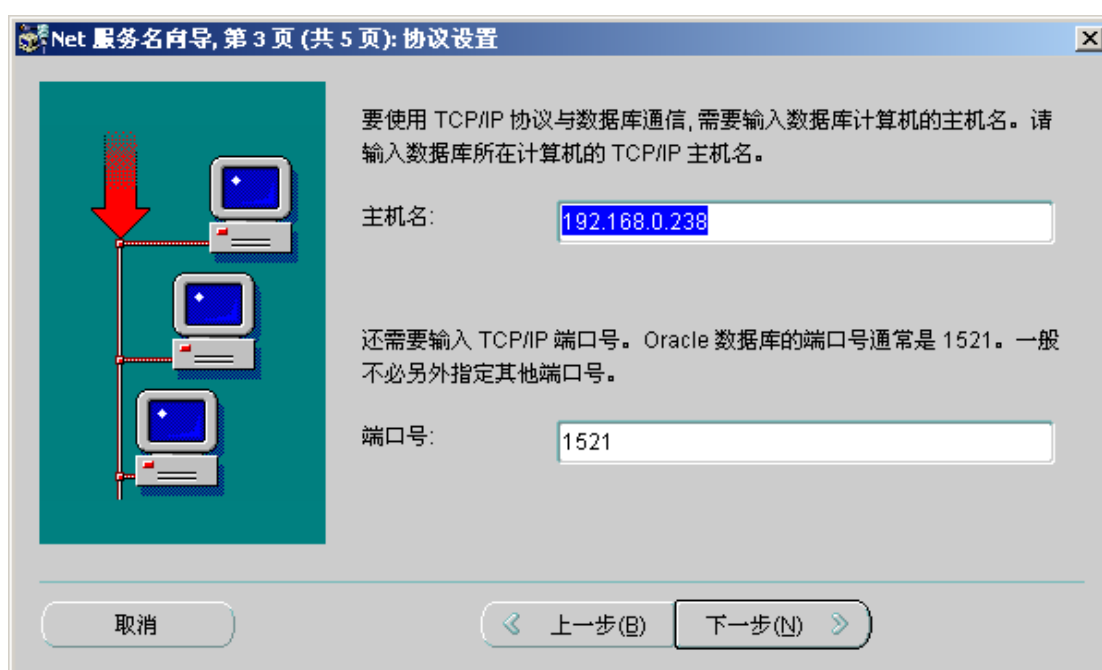 Net 服务名向导, 第 3 页 (共 5 页): 协议设置
要使用 TCP/IP 协议与数据库通信, 需要输入数据库计算机的主机名。请
输入数据库所在计算机的 TCP/IP 主机名。
主机名: 192.168.0.238
还需要输入 TCP/IP 端口号。Oracle 数据库的端口号通常是 1521。一般
不必另外指定其他端口号。
端口号: 1521
取消 上一步(B) 下一步(N)